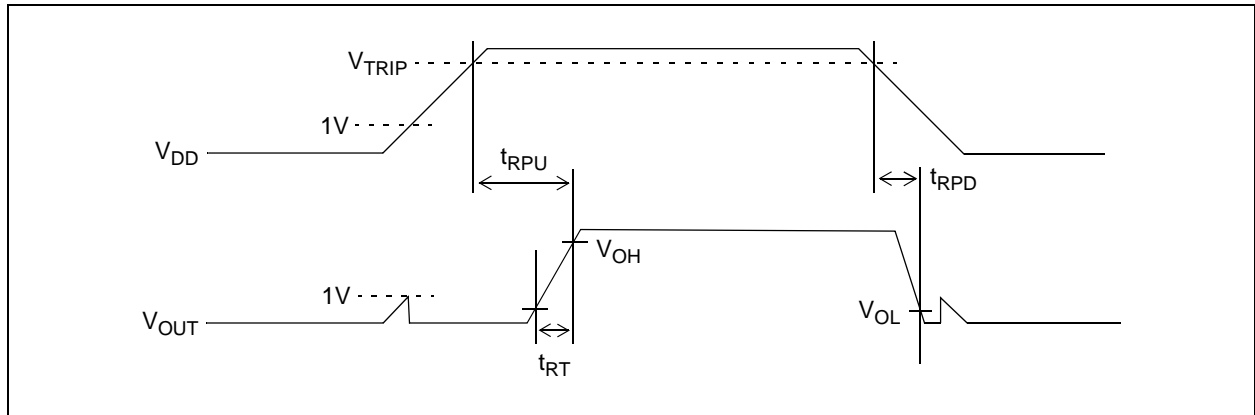 VTRIP
1V
VDD
tRPU
tRPD
VOH
1V
VOUT
VOL
tRT